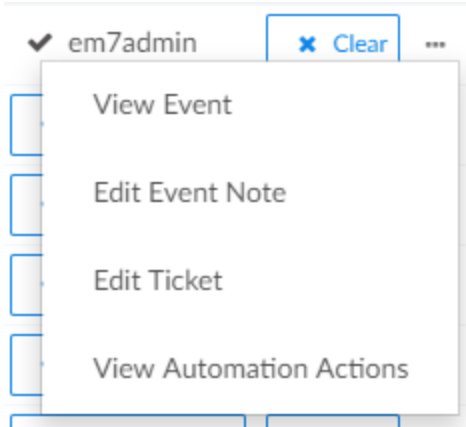 em7admin Clear
View Event
Edit Event Note
Edit Ticket
View Automation Actions